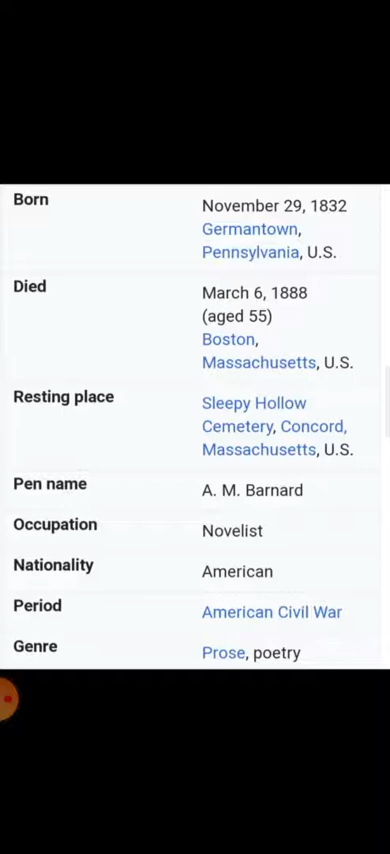 Born
November 29, 1832
Germantown,
Pennsylvania, U.S.
Died
March 6, 1888
(aged 55)
Boston,
Massachusetts, U.S.
Resting place
Sleepy Hollow
Cemetery, Concord,
Massachusetts, U.S.
Pen name
A. M. Barnard
Occupation
Novelist
Nationality
American
Period
American Civil War
Genre
Prose, poetry